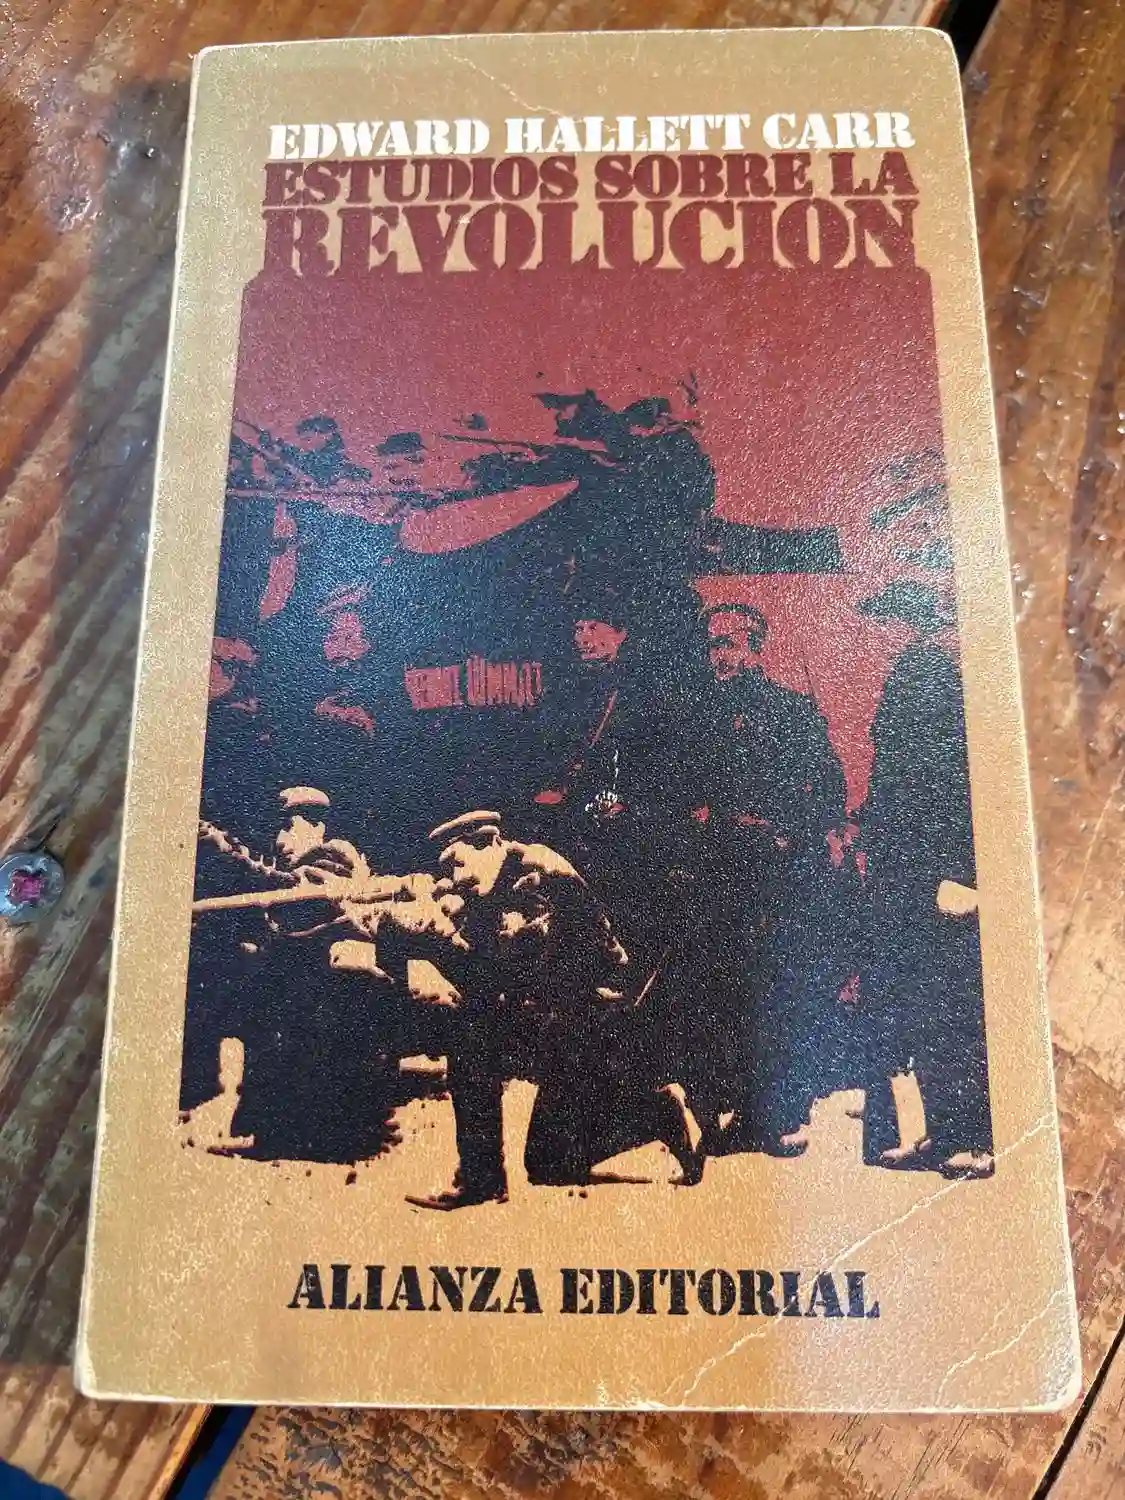 EDWARD HALLETT CARR
ESTUDIOS SOBRE LA
REVOLUCION
ALIANZA EDITORIAL